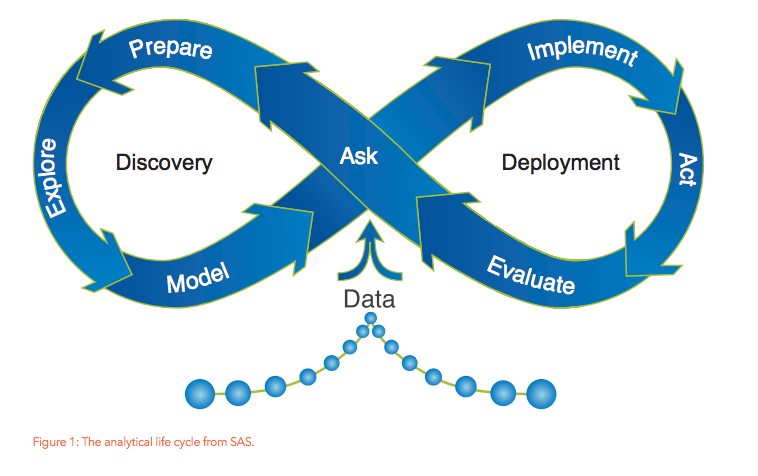 Prepare
Implement
Explore
Discovery
Ask
Deployment
Act
Model
Evaluate
Data
Figure 1: The analytical life cycle from SAS.